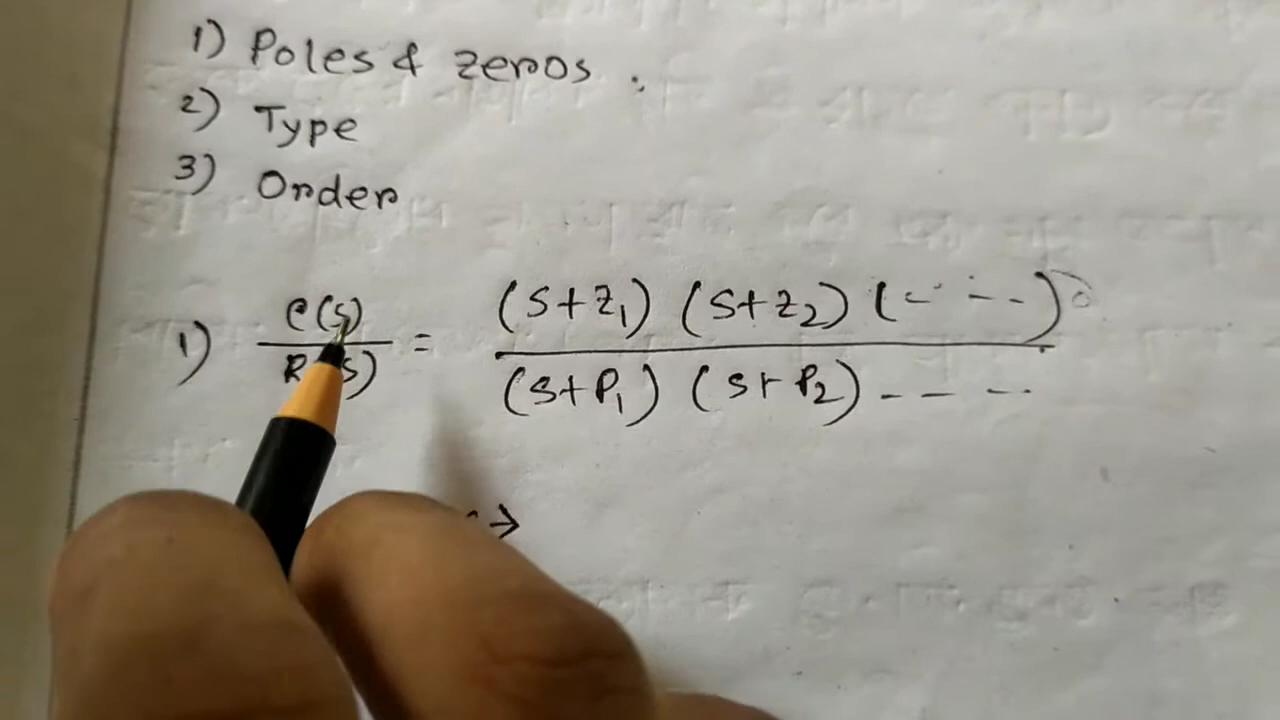 1) Poles & zeros .
2) Type
3) Order
1) C(s)/R(s) = (s+z₁) (s+z₂) (- - - -) / (s+P₁) (s+P₂) - - - -
→